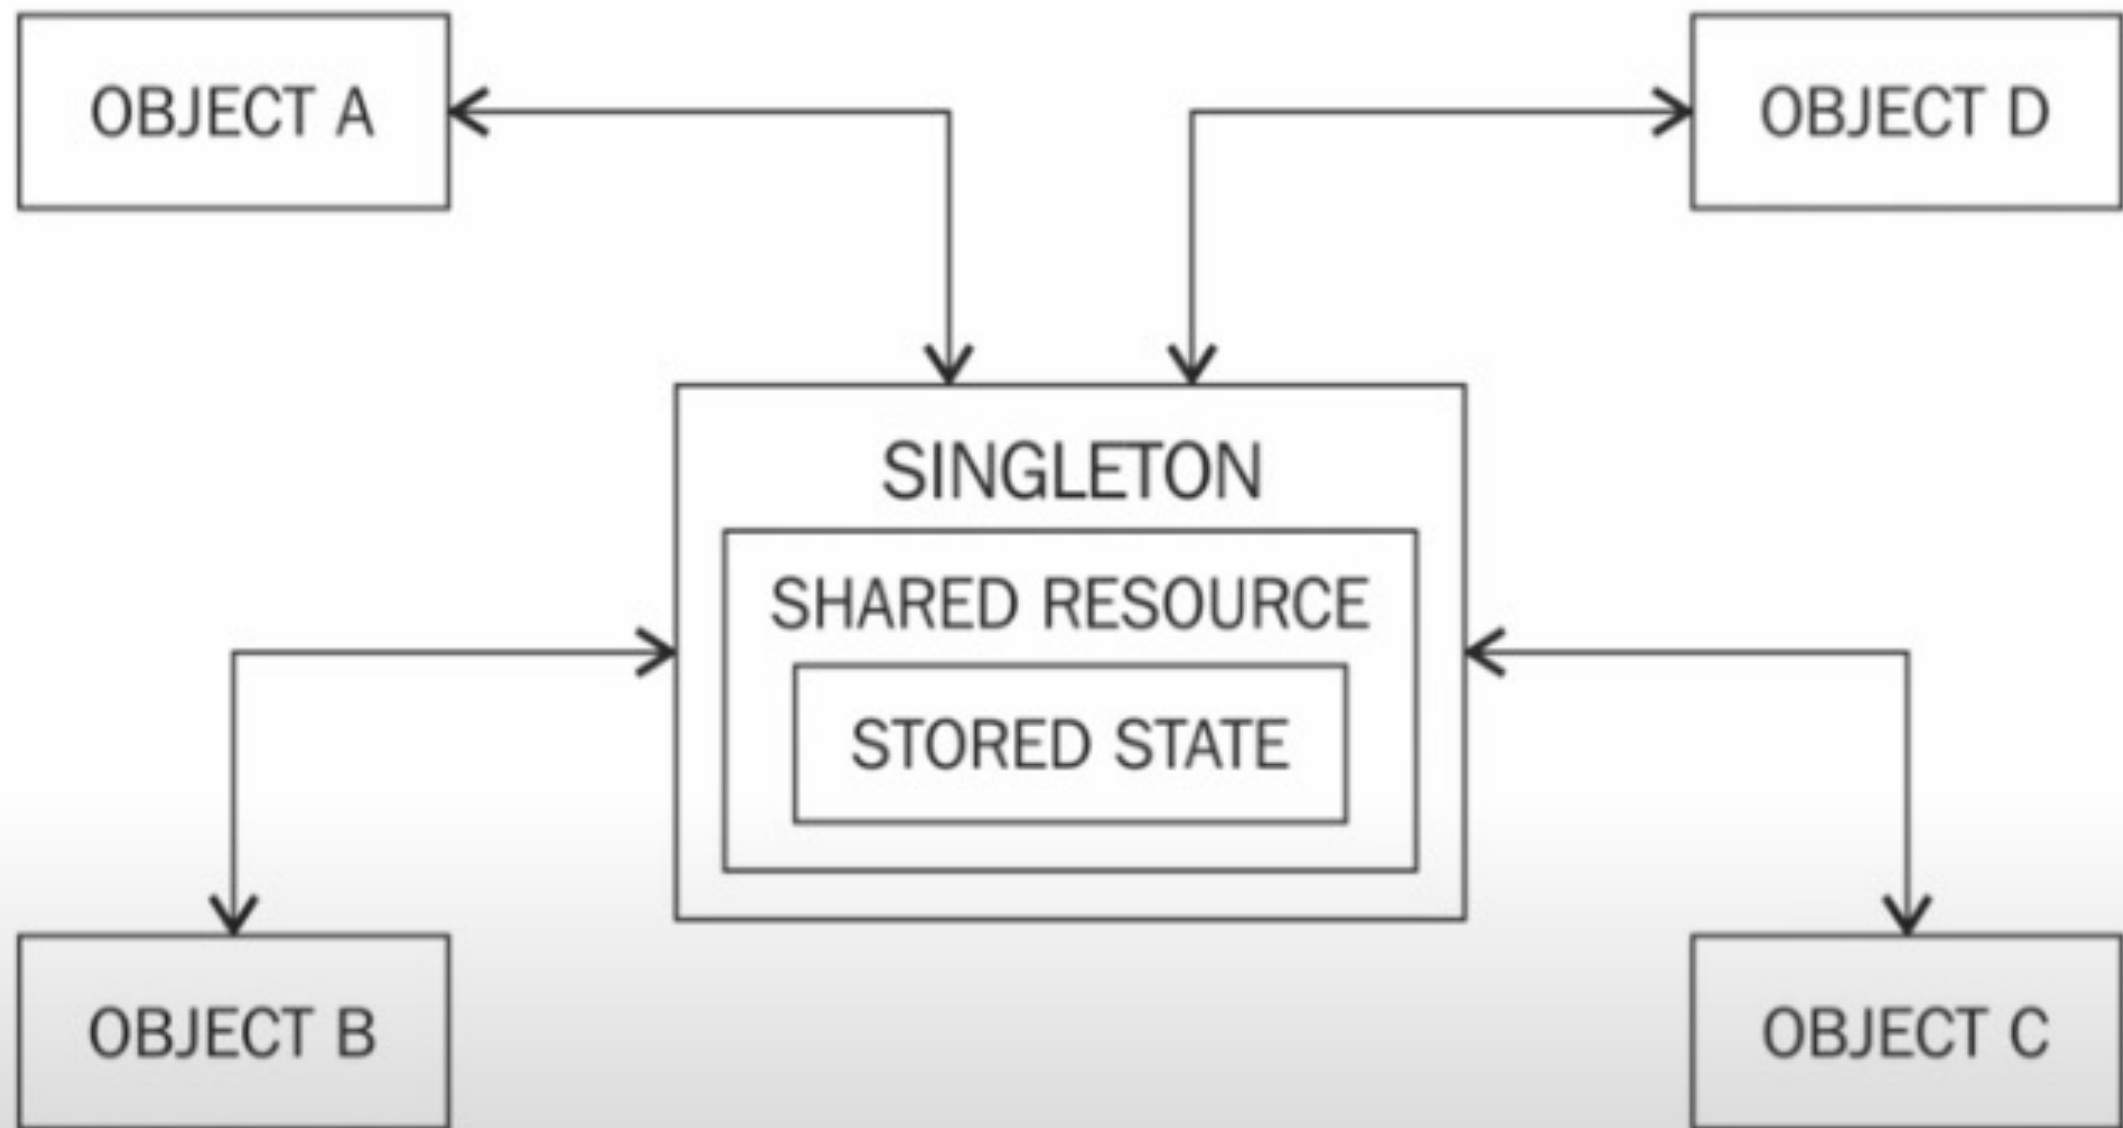 OBJECT A
OBJECT D
SINGLETON
SHARED RESOURCE
STORED STATE
OBJECT B
OBJECT C